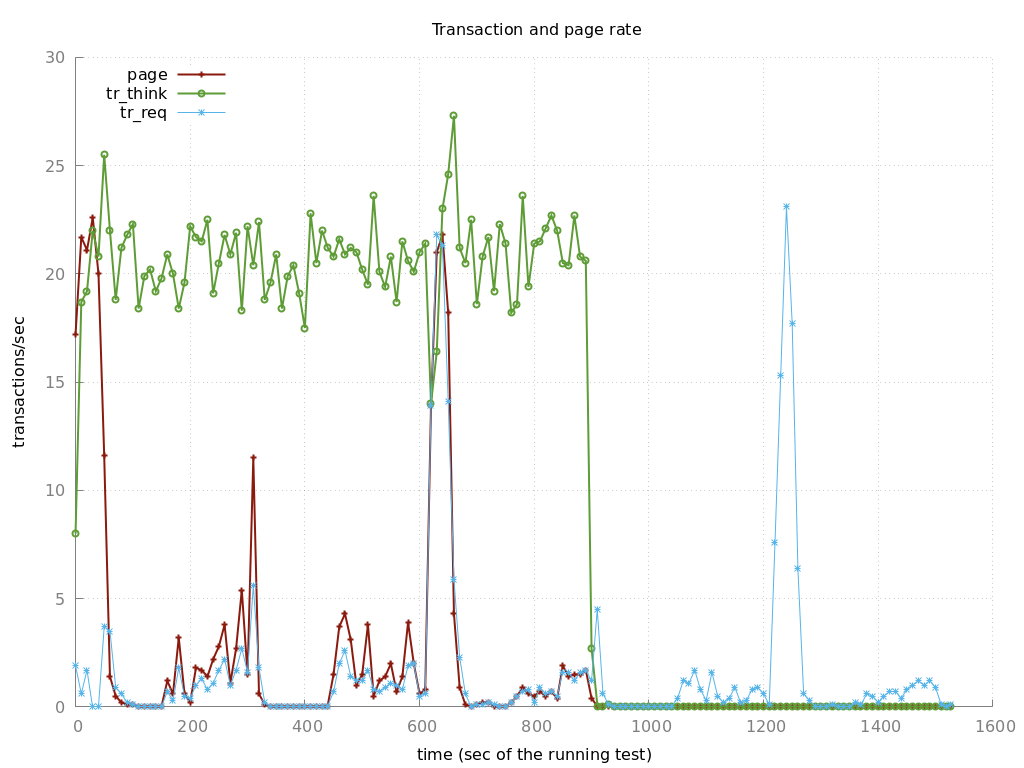 Transaction and page rate
30
25
20
15
10
5
0
transactions/sec
page
tr_think
tr_req
0 200 400 600 800 1000 1200 1400 1600
time (sec of the running test)